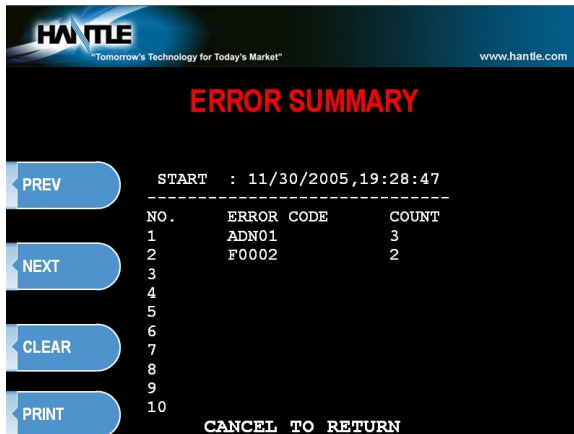 HANTLE
"Tomorrow's Technology for Today's Market"
www.hantle.com
ERROR SUMMARY
START : 11/30/2005,19:28:47
------------------------------
NO. ERROR CODE COUNT
1 ADN01 3
2 F0002 2
3
4
5
6
7
8
9
10
CANCEL TO RETURN
PREV
NEXT
CLEAR
PRINT